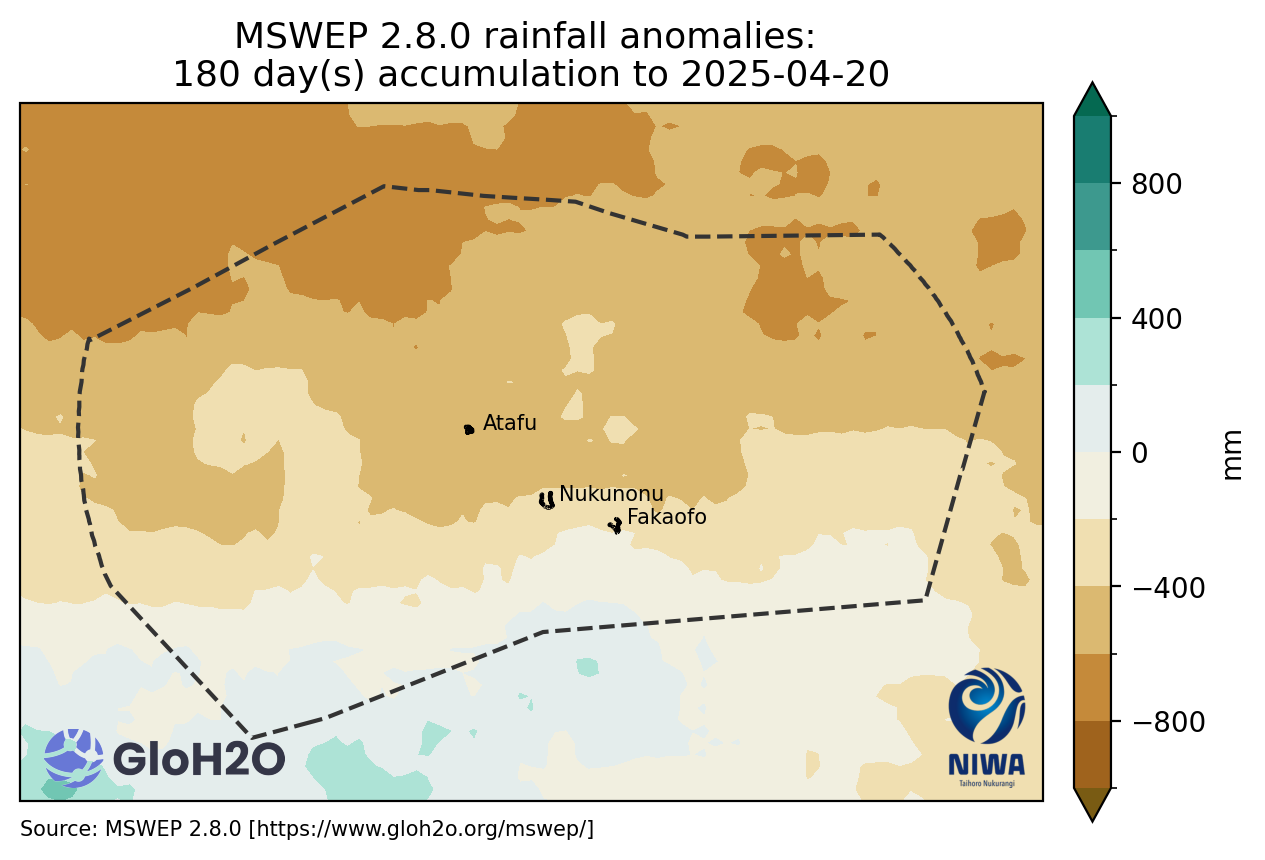 MSWEP 2.8.0 rainfall anomalies:
180 day(s) accumulation to 2025-04-20
800
400
0
−400
−800
mm
Atafu
Nukunonu
Fakaofo
GloH2O
NIWA
Taihoro Nukurangi
Source: MSWEP 2.8.0 [https://www.gloh2o.org/mswep/]